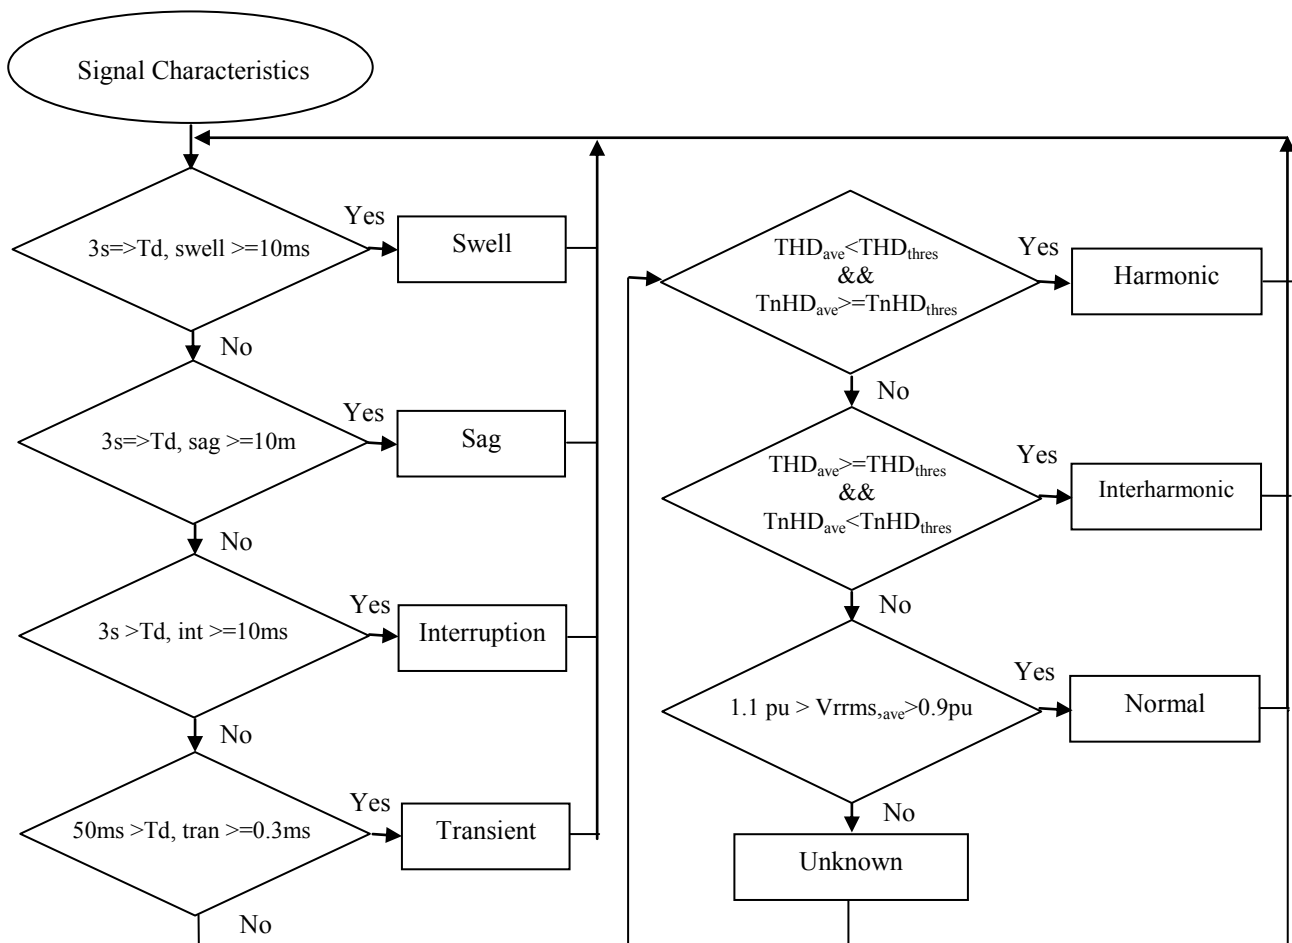 Signal Characteristics
3s=>Td, swell >=10ms
Yes
Swell
No
3s=>Td, sag >=10m
Yes
Sag
No
3s >Td, int >=10ms
Yes
Interruption
No
50ms >Td, tran >=0.3ms
Yes
Transient
No
THDave<THDthres
&&
TnHDave>=TnHDthres
Yes
Harmonic
No
THDave>=THDthres
&&
TnHDave<TnHDthres
Yes
Interharmonic
No
1.1 pu > Vrrms,ave>0.9pu
Yes
Normal
No
Unknown